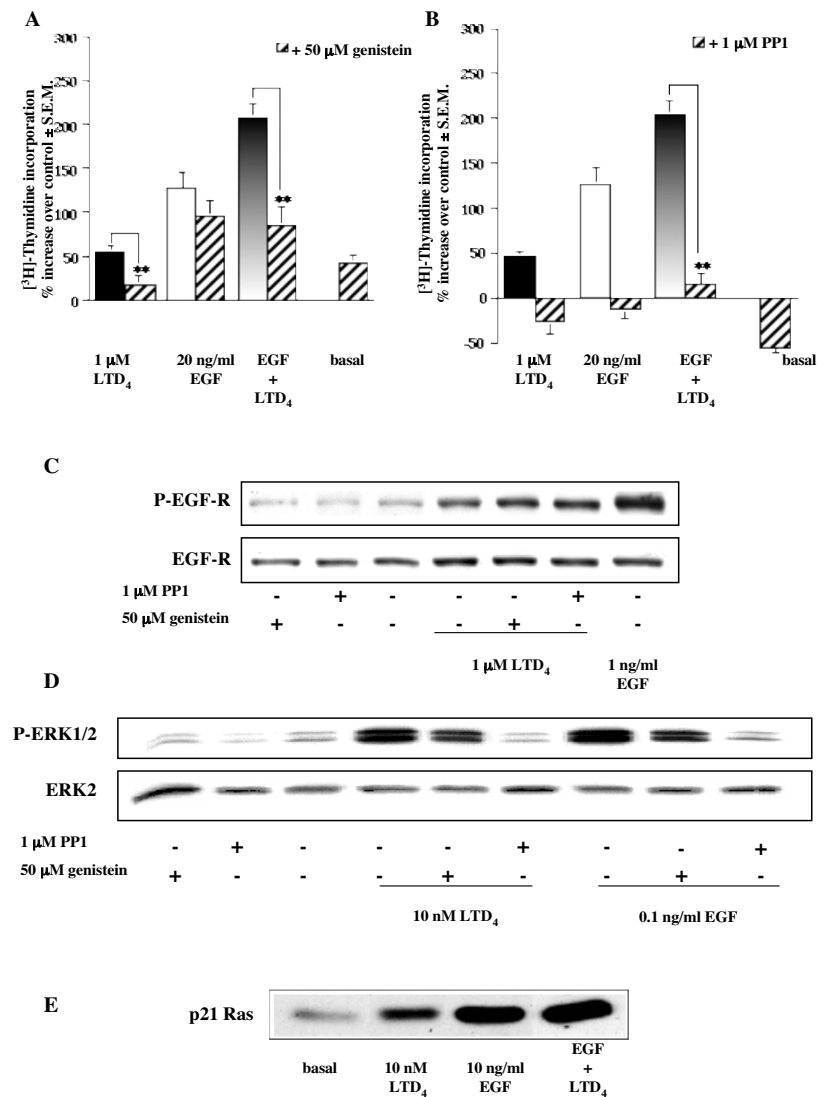 A
[³H]-Thymidine incorporation
% increase over control ± S.E.M.
300
250
200
150
100
50
0
+ 50 μM genistein
**
**
1 μM
LTD₄
20 ng/ml
EGF
EGF
+
LTD₄
basal
B
[³H]-Thymidine incorporation
% increase over control ± S.E.M.
300
250
200
150
100
50
0
-50
+ 1 μM PP1
**
1 μM
LTD₄
20 ng/ml
EGF
EGF
+
LTD₄
basal
C
P-EGF-R
EGF-R
1 μM PP1 - + - - - + -
50 μM genistein + - - - + - -
1 μM LTD₄
1 ng/ml
EGF
D
P-ERK1/2
ERK2
1 μM PP1 - + - - - + - - +
50 μM genistein + - - - + - - + -
10 nM LTD₄
0.1 ng/ml EGF
E
p21 Ras
basal
10 nM
LTD₄
10 ng/ml
EGF
EGF
+
LTD₄